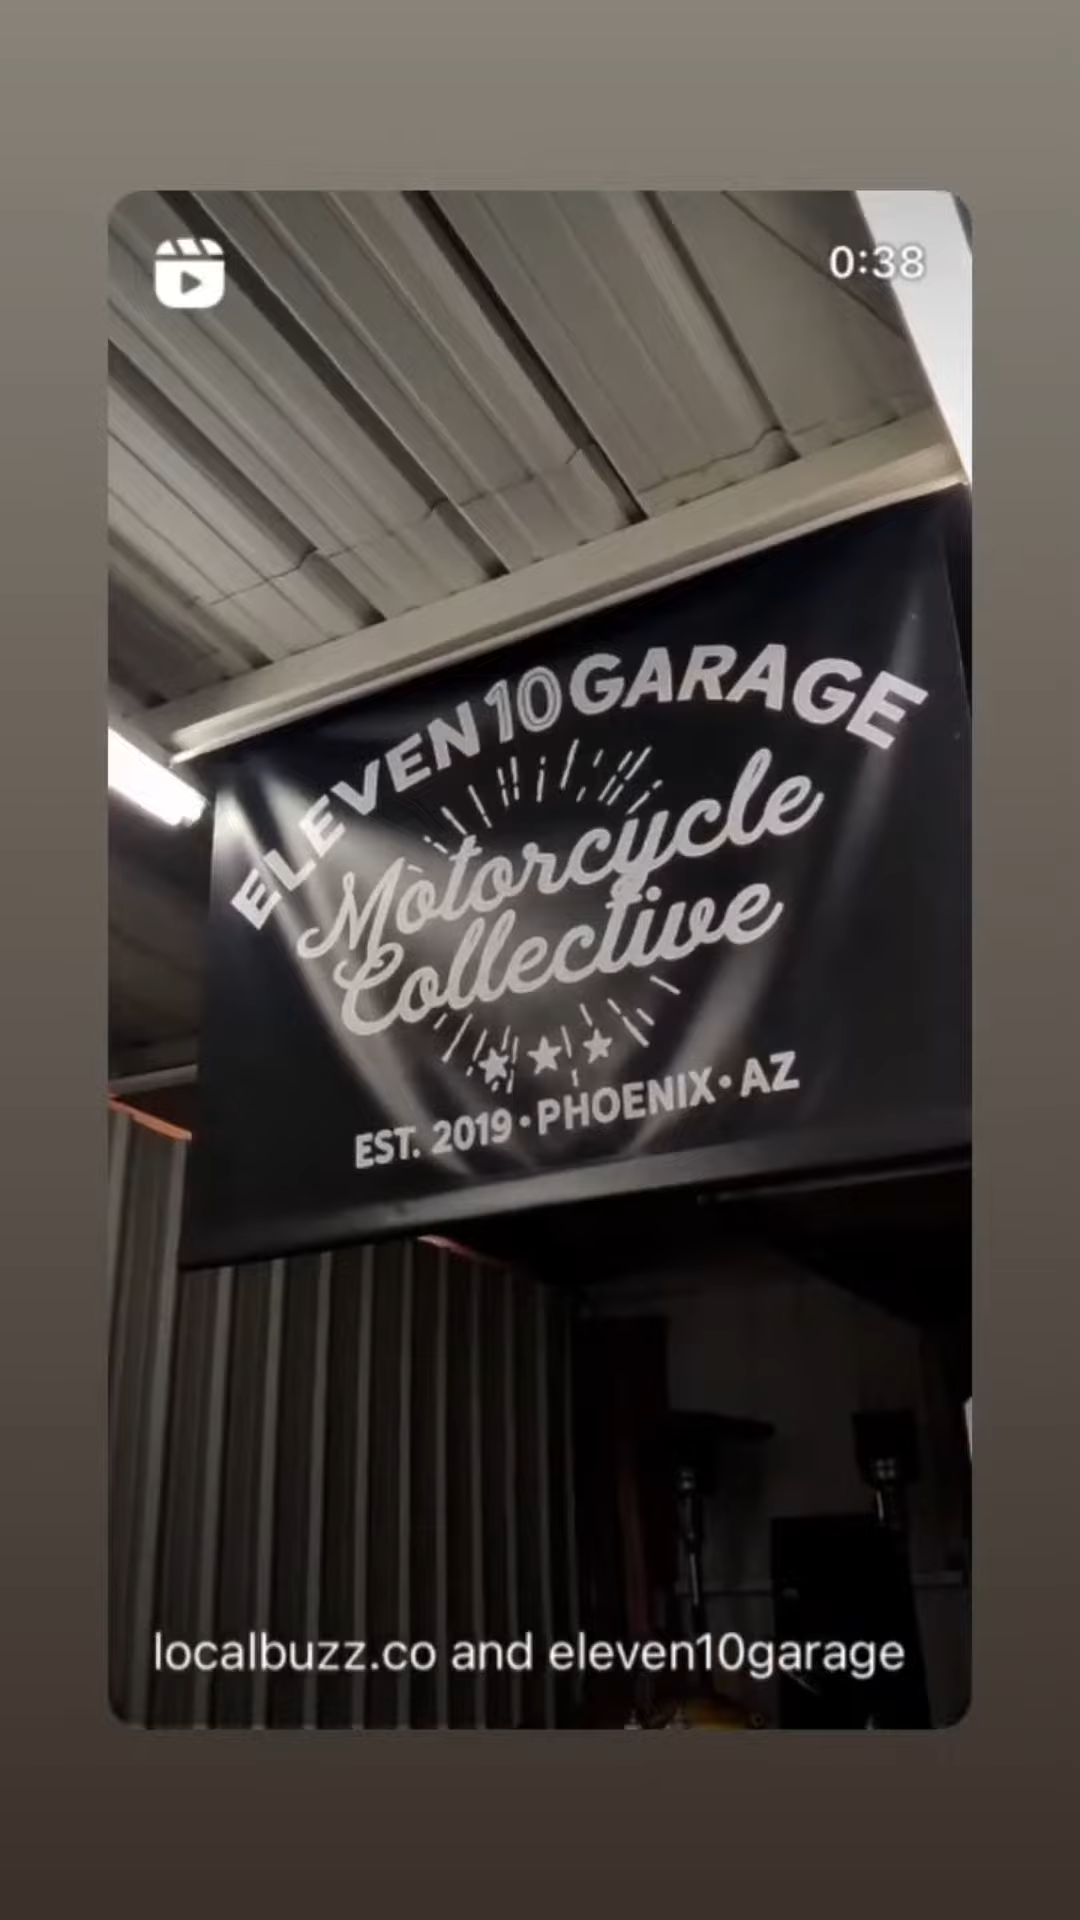 0:38
ELEVEN10GARAGE
Motorcycle
Collective
EST. 2019 • PHOENIX • AZ
localbuzz.co and eleven10garage